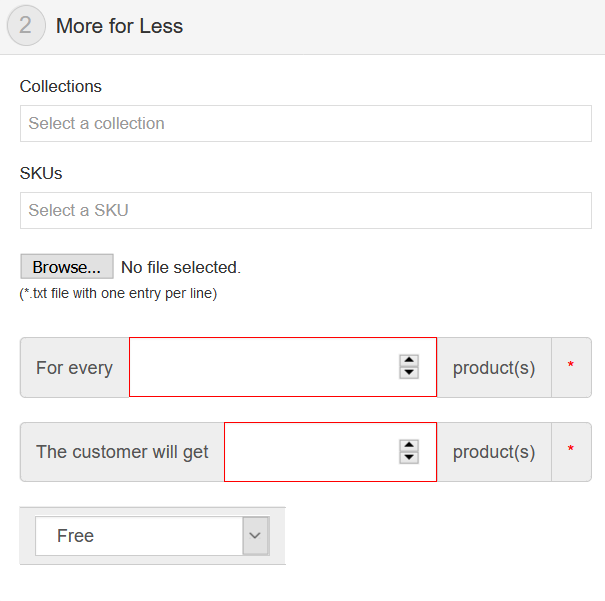 2 More for Less
Collections
Select a collection
SKUs
Select a SKU
Browse... No file selected.
(*.txt file with one entry per line)
For every product(s) *
The customer will get product(s) *
Free